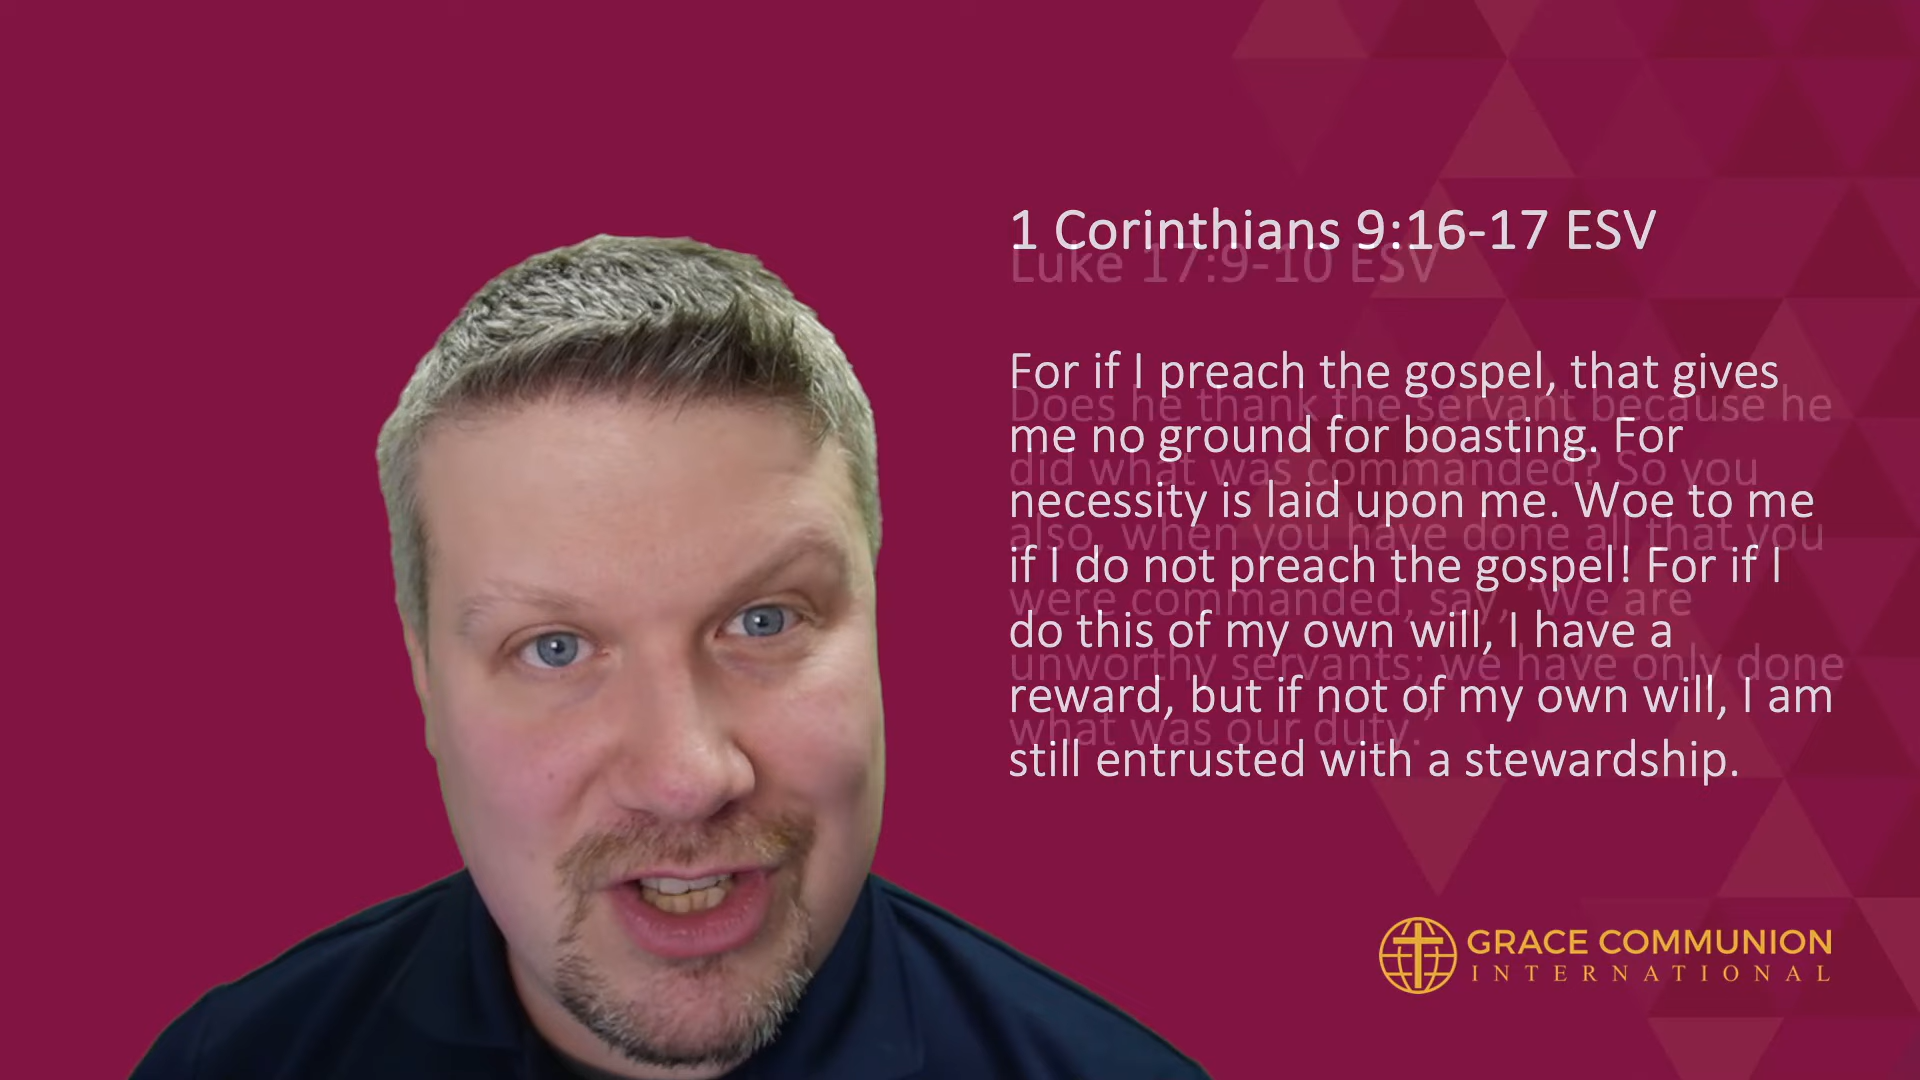 1 Corinthians 9:16-17 ESV
Luke 17:9-10 ESV
For if I preach the gospel, that gives
Does he thank the servant because he
me no ground for boasting. For
did what was commanded? So you
necessity is laid upon me. Woe to me
also, when you have done all that you
if I do not preach the gospel! For if I
were commanded, say, 'We are
do this of my own will, I have a
unworthy servants; we have only done
reward, but if not of my own will, I am
what was our duty.'
still entrusted with a stewardship.
GRACE COMMUNION
INTERNATIONAL